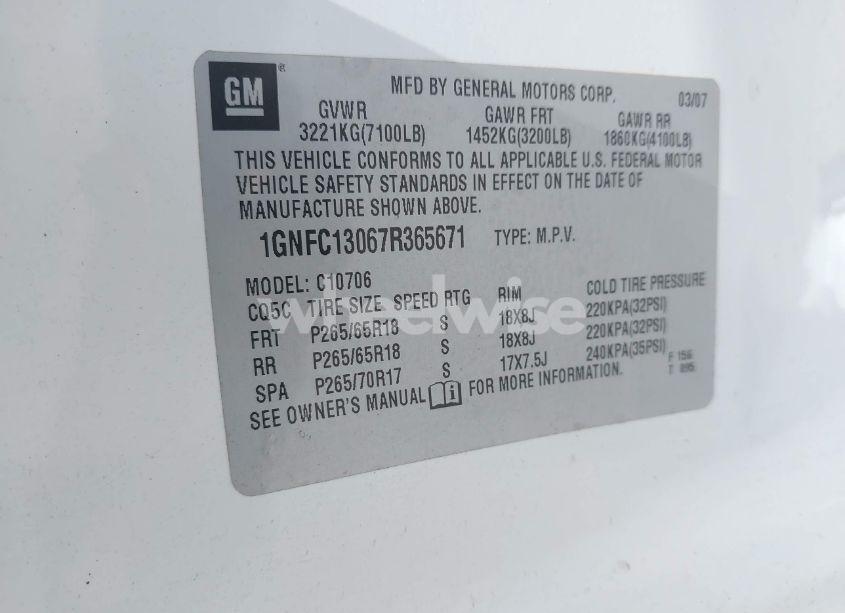 GM ®
MFD BY GENERAL MOTORS CORP. 03/07
GVWR GAWR FRT GAWR RR
3221KG(7100LB) 1452KG(3200LB) 1860KG(4100LB)
THIS VEHICLE CONFORMS TO ALL APPLICABLE U.S. FEDERAL MOTOR
VEHICLE SAFETY STANDARDS IN EFFECT ON THE DATE OF
MANUFACTURE SHOWN ABOVE.
1GNFC13067R365671 TYPE: M.P.V.
MODEL: C10706
CQ5C TIRE SIZE SPEED RTG RIM COLD TIRE PRESSURE
FRT P265/65R18 S 18X8J 220KPA(32PSI)
RR P265/65R18 S 18X8J 220KPA(32PSI)
SPA P265/70R17 S 17X7.5J 240KPA(35PSI)
SEE OWNER'S MANUAL i FOR MORE INFORMATION.
F 156
T 895
wheelwise